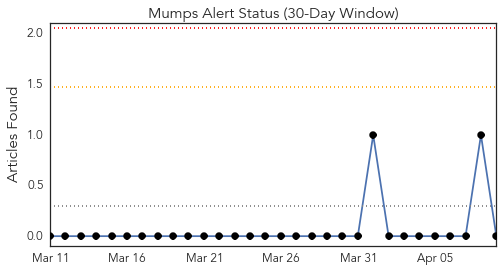 Mumps Alert Status (30-Day Window)
Articles Found
2.0
1.5
1.0
0.5
0.0
Mar 11 Mar 16 Mar 21 Mar 26 Mar 31 Apr 05